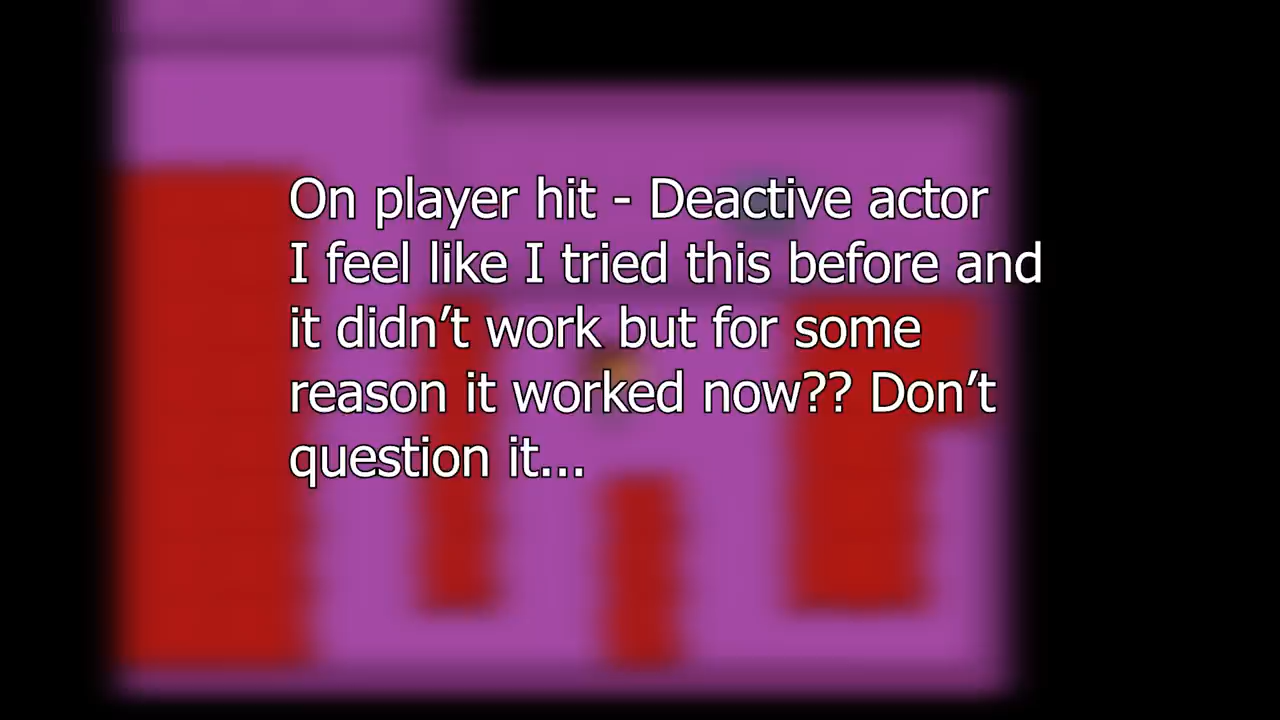 On player hit - Deactive actor
I feel like I tried this before and
it didn’t work but for some
reason it worked now?? Don’t
question it...